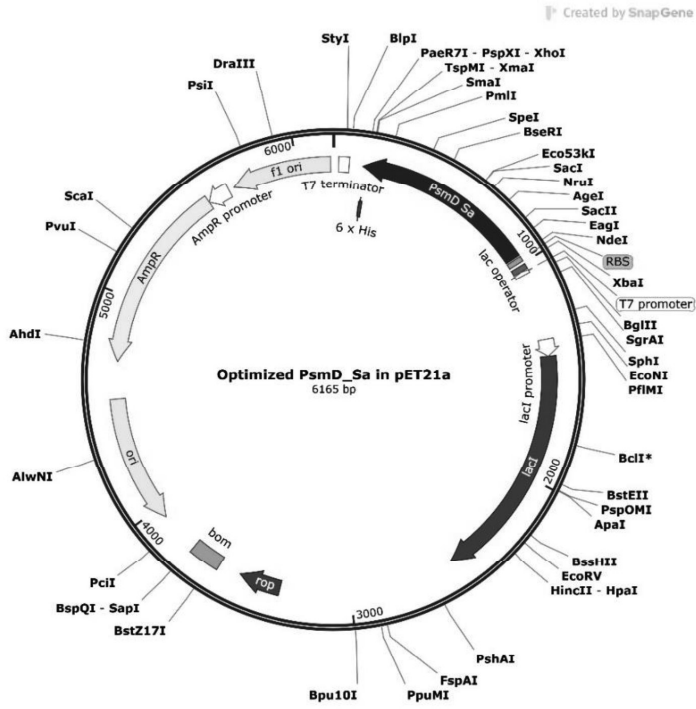 Created by SnapGene
StyI
BlpI
PaeR7I - PspXI - XhoI
TspMI - XmaI
SmaI
PmlI
SpeI
BseRI
Eco53kI
SacI
NruI
AgeI
SacII
EagI
NdeI
RBS
XbaI
T7 promoter
BglII
SgrAI
SphI
EcoNI
PflMI
BclI*
BstEII
PspOMI
ApaI
BssHII
EcoRV
HincII - HpaI
PshAI
FspAI
PpuMI
Bpu10I
BstZ17I
BspQI - SapI
PciI
AlwNI
AhdI
PvuI
ScaI
PsiI
DraIII
6000
1000
2000
3000
4000
5000
f1 ori
T7 terminator
6 x His
PsmD Sa
lac operator
lacI promoter
lacI
rop
bom
ori
AmpR
AmpR promoter
Optimized PsmD_Sa in pET21a
6165 bp